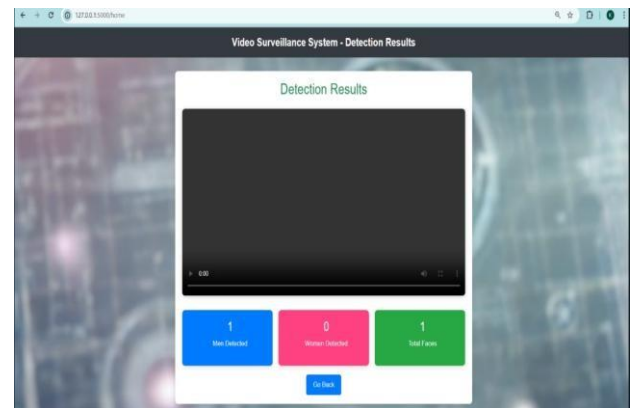 127.0.0.1:5000/home
Video Surveillance System - Detection Results
Detection Results
0:00
1
0
1
Men Detected
Women Detected
Total Faces
Go Back